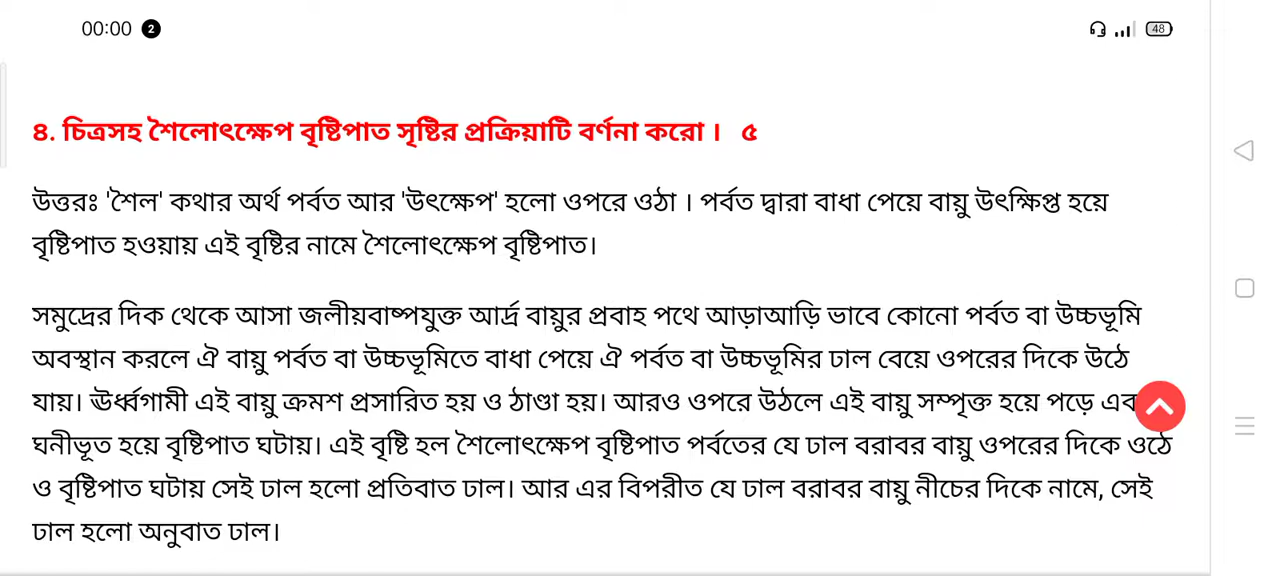 00:00 2
48
৪. চিত্রসহ শৈলোৎক্ষেপ বৃষ্টিপাত সৃষ্টির প্রক্রিয়াটি বর্ণনা করো। ৫
উত্তরঃ 'শৈল' কথার অর্থ পর্বত আর 'উৎক্ষেপ' হলো ওপরে ওঠা। পর্বত দ্বারা বাধা পেয়ে বায়ু উৎক্ষিপ্ত হয়ে
বৃষ্টিপাত হওয়ায় এই বৃষ্টির নামে শৈলোৎক্ষেপ বৃষ্টিপাত।
সমুদ্রের দিক থেকে আসা জলীয়বাষ্পযুক্ত আর্দ্র বায়ুর প্রবাহ পথে আড়াআড়ি ভাবে কোনো পর্বত বা উচ্চভূমি
অবস্থান করলে ঐ বায়ু পর্বত বা উচ্চভূমিতে বাধা পেয়ে ঐ পর্বত বা উচ্চভূমির ঢাল বেয়ে ওপরের দিকে উঠে
যায়। ঊর্ধ্বগামী এই বায়ু ক্রমশ প্রসারিত হয় ও ঠাণ্ডা হয়। আরও ওপরে উঠলে এই বায়ু সম্পৃক্ত হয়ে পড়ে
ঘনীভূত হয়ে বৃষ্টিপাত ঘটায়। এই বৃষ্টি হল শৈলোৎক্ষেপ বৃষ্টিপাত পর্বতের যে ঢাল বরাবর বায়ু ওপরের দিকে ওঠে
ও বৃষ্টিপাত ঘটায় সেই ঢাল হলো প্রতিবাত ঢাল। আর এর বিপরীত যে ঢাল বরাবর বায়ু নীচের দিকে নামে, সেই
ঢাল হলো অনুবাত ঢাল।